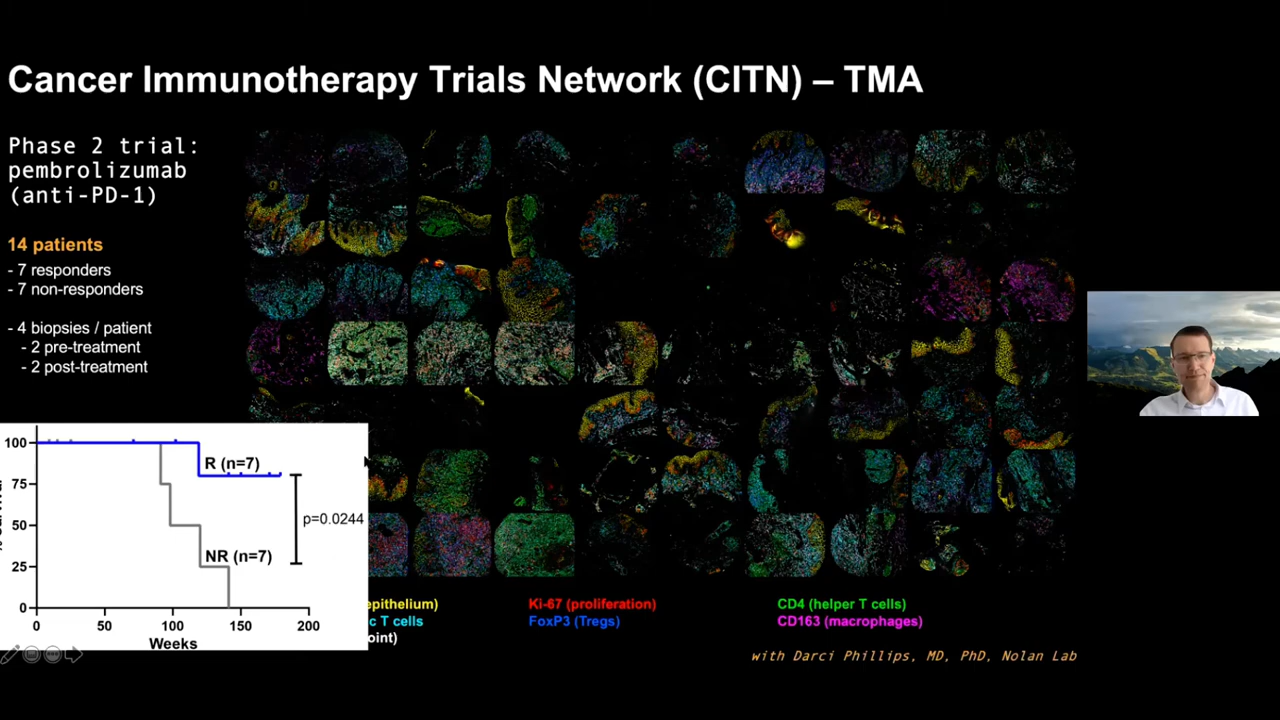 Cancer Immunotherapy Trials Network (CITN) – TMA
Phase 2 trial:
pembrolizumab
(anti-PD-1)
14 patients
- 7 responders
- 7 non-responders
- 4 biopsies / patient
- 2 pre-treatment
- 2 post-treatment
100
75
50
25
0
R (n=7)
NR (n=7)
p=0.0244
0 50 100 150 200
Weeks
epithelium)
c T cells
oint)
Ki-67 (proliferation)
FoxP3 (Tregs)
CD4 (helper T cells)
CD163 (macrophages)
with Darci Phillips, MD, PhD, Nolan Lab